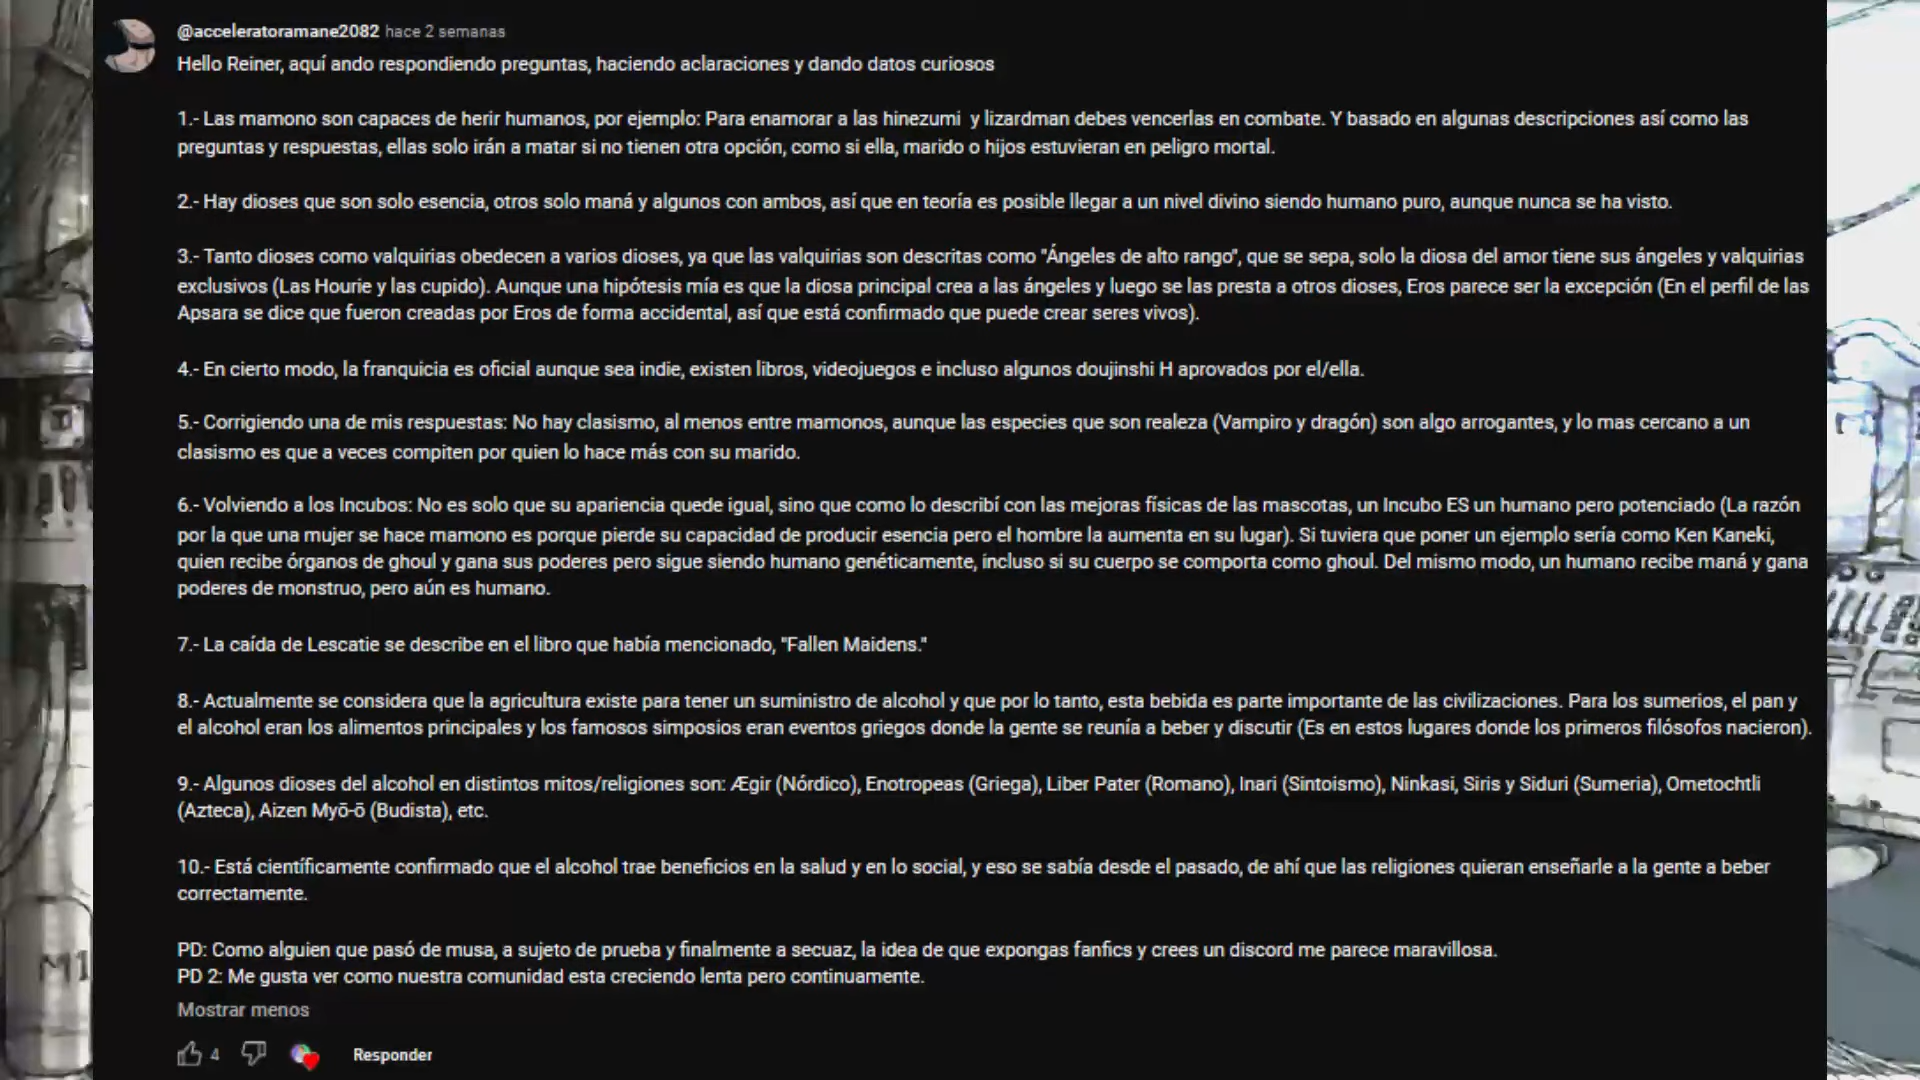 @acceleratoramane2082 hace 2 semanas
Hello Reiner, aquí ando respondiendo preguntas, haciendo aclaraciones y dando datos curiosos
1.- Las mamono son capaces de herir humanos, por ejemplo: Para enamorar a las hinezumi y lizardman debes vencerlas en combate. Y basado en algunas descripciones así como las
preguntas y respuestas, ellas solo irán a matar si no tienen otra opción, como si ella, marido o hijos estuvieran en peligro mortal.
2.- Hay dioses que son solo esencia, otros solo maná y algunos con ambos, así que en teoría es posible llegar a un nivel divino siendo humano puro, aunque nunca se ha visto.
3.- Tanto dioses como valquirias obedecen a varios dioses, ya que las valquirias son descritas como "Ángeles de alto rango", que se sepa, solo la diosa del amor tiene sus ángeles y valquirias
exclusivos (Las Hourie y las cupido). Aunque una hipótesis mía es que la diosa principal crea a las ángeles y luego se las presta a otros dioses, Eros parece ser la excepción (En el perfil de las
Apsara se dice que fueron creadas por Eros de forma accidental, así que está confirmado que puede crear seres vivos).
4.- En cierto modo, la franquicia es oficial aunque sea indie, existen libros, videojuegos e incluso algunos doujinshi H aprovados por el/ella.
5.- Corrigiendo una de mis respuestas: No hay clasismo, al menos entre mamonos, aunque las especies que son realeza (Vampiro y dragón) son algo arrogantes, y lo mas cercano a un
clasismo es que a veces compiten por quien lo hace más con su marido.
6.- Volviendo a los Incubos: No es solo que su apariencia quede igual, sino que como lo describí con las mejoras físicas de las mascotas, un Incubo ES un humano pero potenciado (La razón
por la que una mujer se hace mamono es porque pierde su capacidad de producir esencia pero el hombre la aumenta en su lugar). Si tuviera que poner un ejemplo sería como Ken Kaneki,
quien recibe órganos de ghoul y gana sus poderes pero sigue siendo humano genéticamente, incluso si su cuerpo se comporta como ghoul. Del mismo modo, un humano recibe maná y gana
poderes de monstruo, pero aún es humano.
7.- La caída de Lescatie se describe en el libro que había mencionado, "Fallen Maidens."
8.- Actualmente se considera que la agricultura existe para tener un suministro de alcohol y que por lo tanto, esta bebida es parte importante de las civilizaciones. Para los sumerios, el pan y
el alcohol eran los alimentos principales y los famosos simposios eran eventos griegos donde la gente se reunía a beber y discutir (Es en estos lugares donde los primeros filósofos nacieron).
9.- Algunos dioses del alcohol en distintos mitos/religiones son: Ægir (Nórdico), Enotropeas (Griega), Liber Pater (Romano), Inari (Sintoismo), Ninkasi, Siris y Siduri (Sumeria), Ometochtli
(Azteca), Aizen Myō-ō (Budista), etc.
10.- Está científicamente confirmado que el alcohol trae beneficios en la salud y en lo social, y eso se sabía desde el pasado, de ahí que las religiones quieran enseñarle a la gente a beber
correctamente.
PD: Como alguien que pasó de musa, a sujeto de prueba y finalmente a secuaz, la idea de que expongas fanfics y crees un discord me parece maravillosa.
PD 2: Me gusta ver como nuestra comunidad esta creciendo lenta pero continuamente.
Mostrar menos
4 Responder
M1